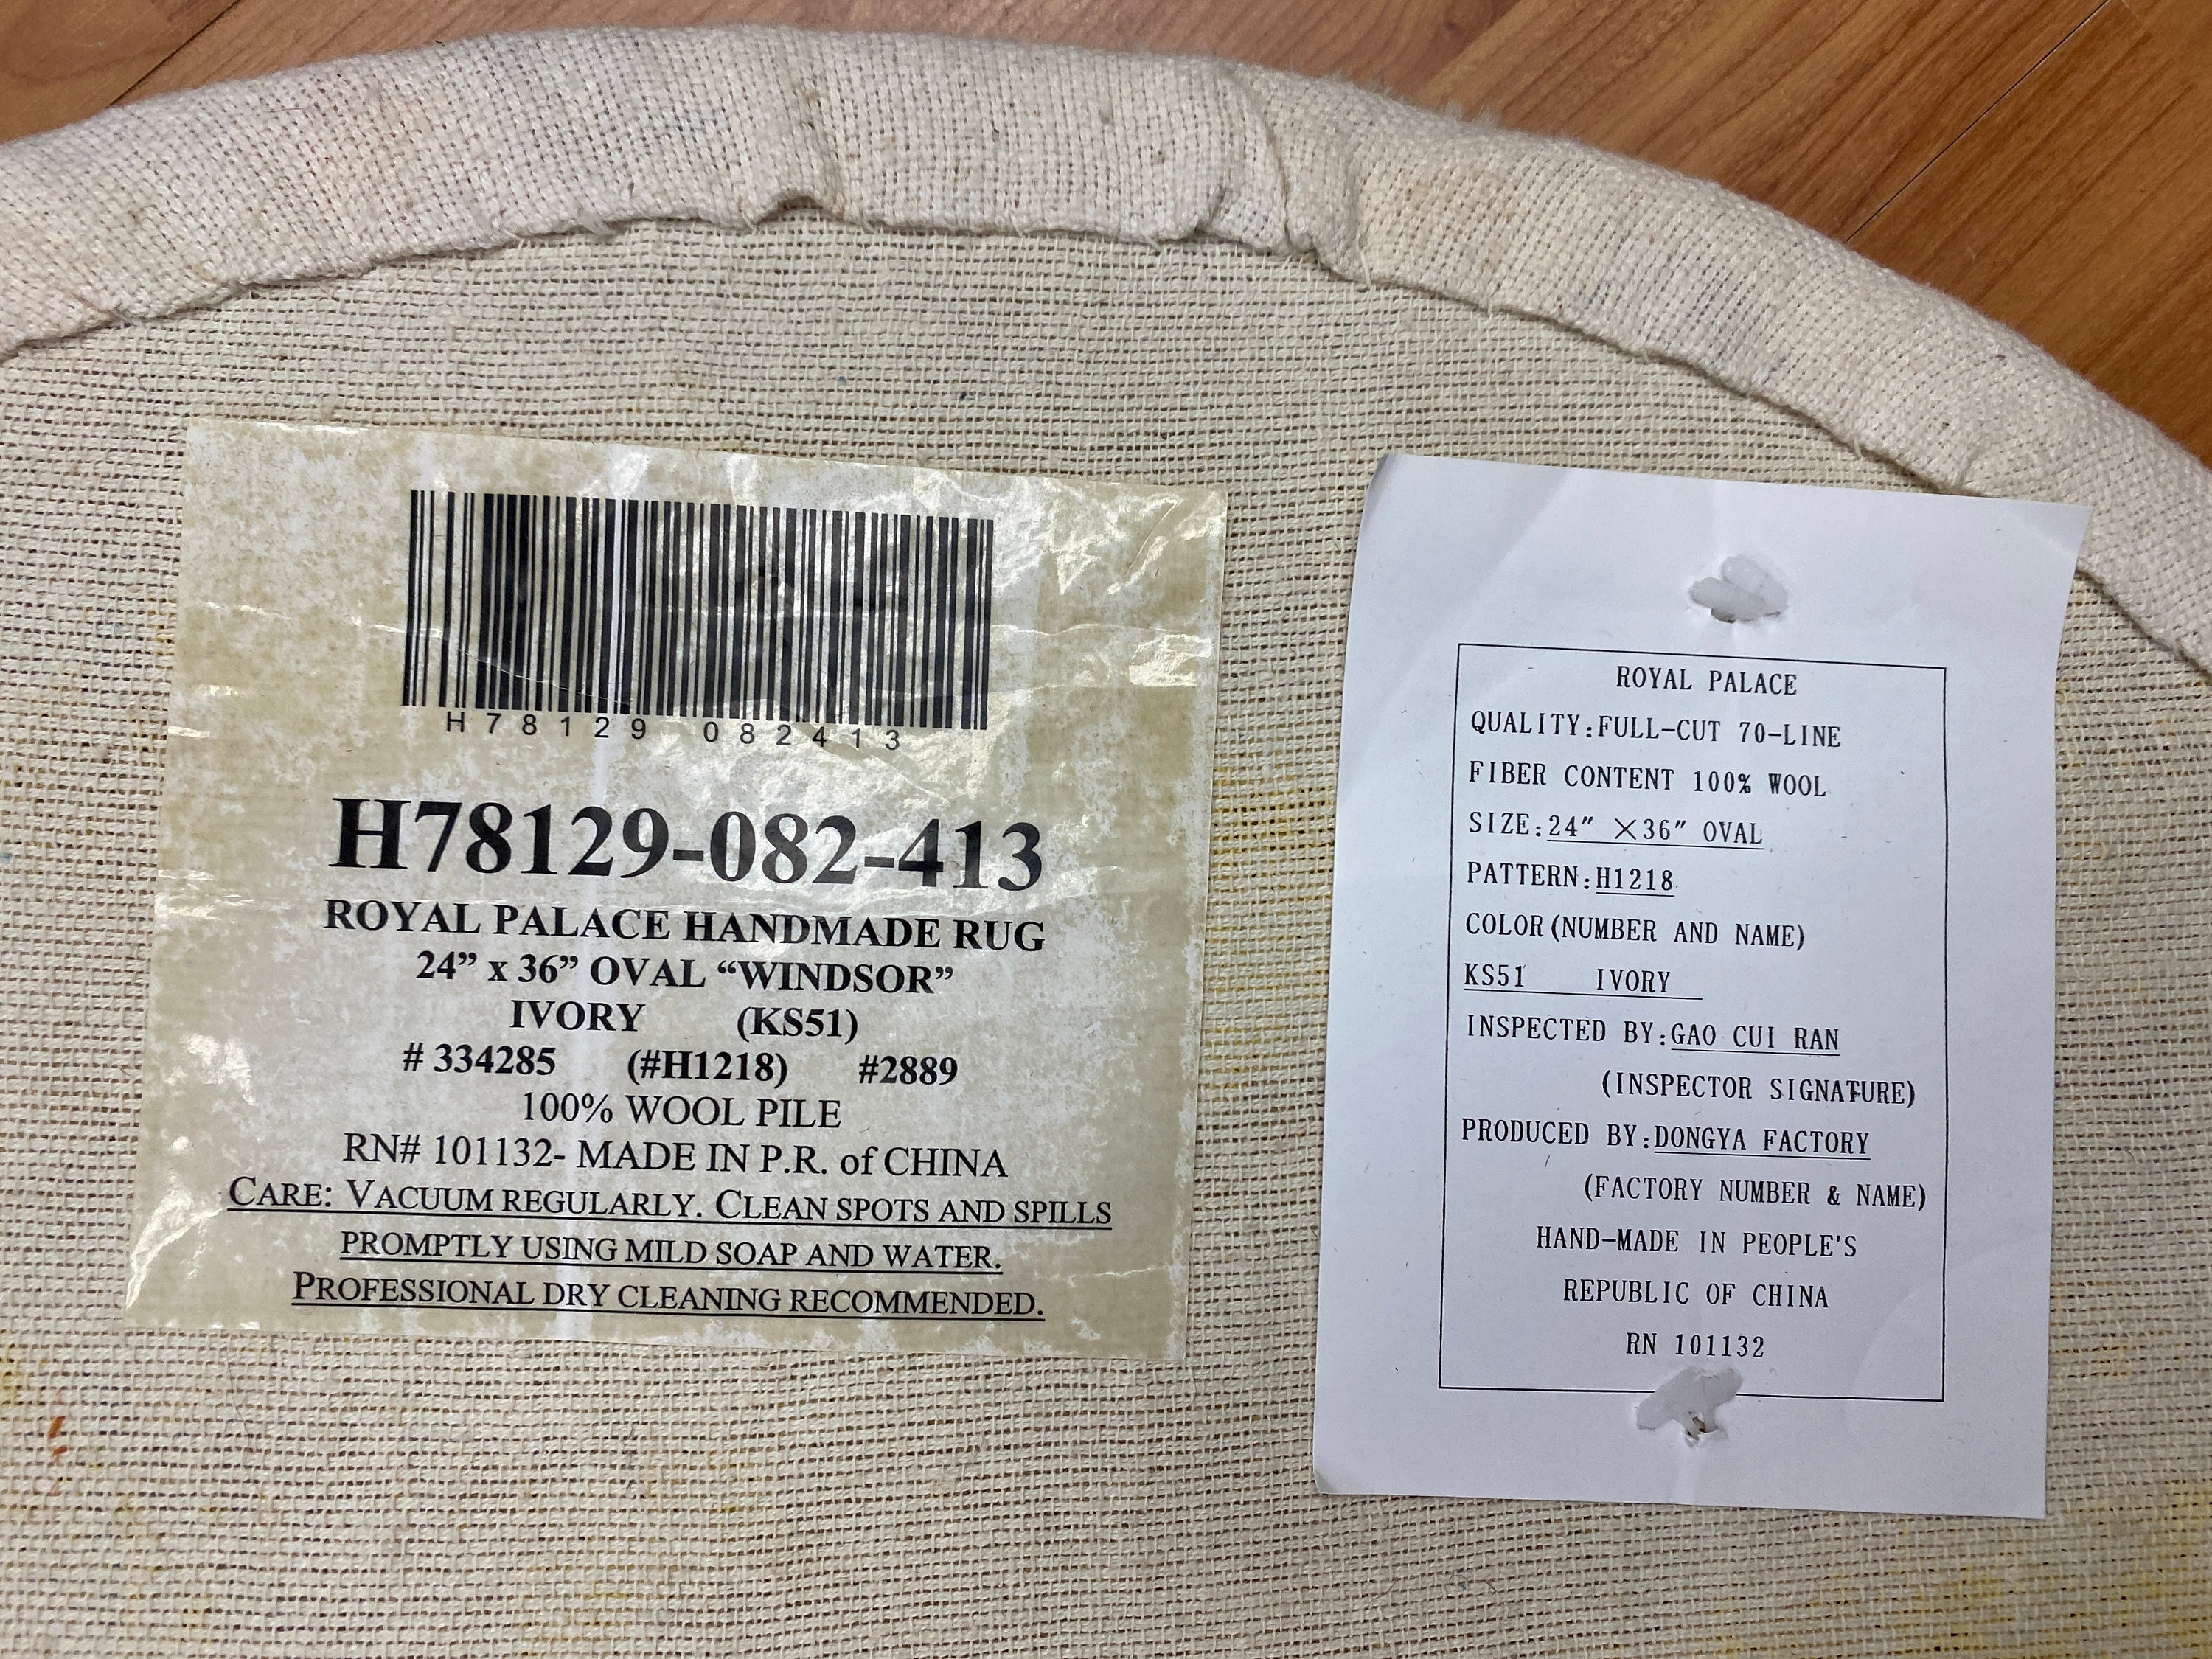 H78129 082413
H78129-082-413
ROYAL PALACE HANDMADE RUG
24” x 36” OVAL “WINDSOR”
IVORY (KS51)
# 334285 (#H1218) #2889
100% WOOL PILE
RN# 101132- MADE IN P.R. of CHINA
CARE: VACUUM REGULARLY. CLEAN SPOTS AND SPILLS
PROMPTLY USING MILD SOAP AND WATER.
PROFESSIONAL DRY CLEANING RECOMMENDED.
ROYAL PALACE
QUALITY:FULL-CUT 70-LINE
FIBER CONTENT 100% WOOL
SIZE:24″ ×36″ OVAL
PATTERN:H1218
COLOR(NUMBER AND NAME)
KS51 IVORY
INSPECTED BY:GAO CUI RAN
(INSPECTOR SIGNATURE)
PRODUCED BY:DONGYA FACTORY
(FACTORY NUMBER & NAME)
HAND-MADE IN PEOPLE'S
REPUBLIC OF CHINA
RN 101132